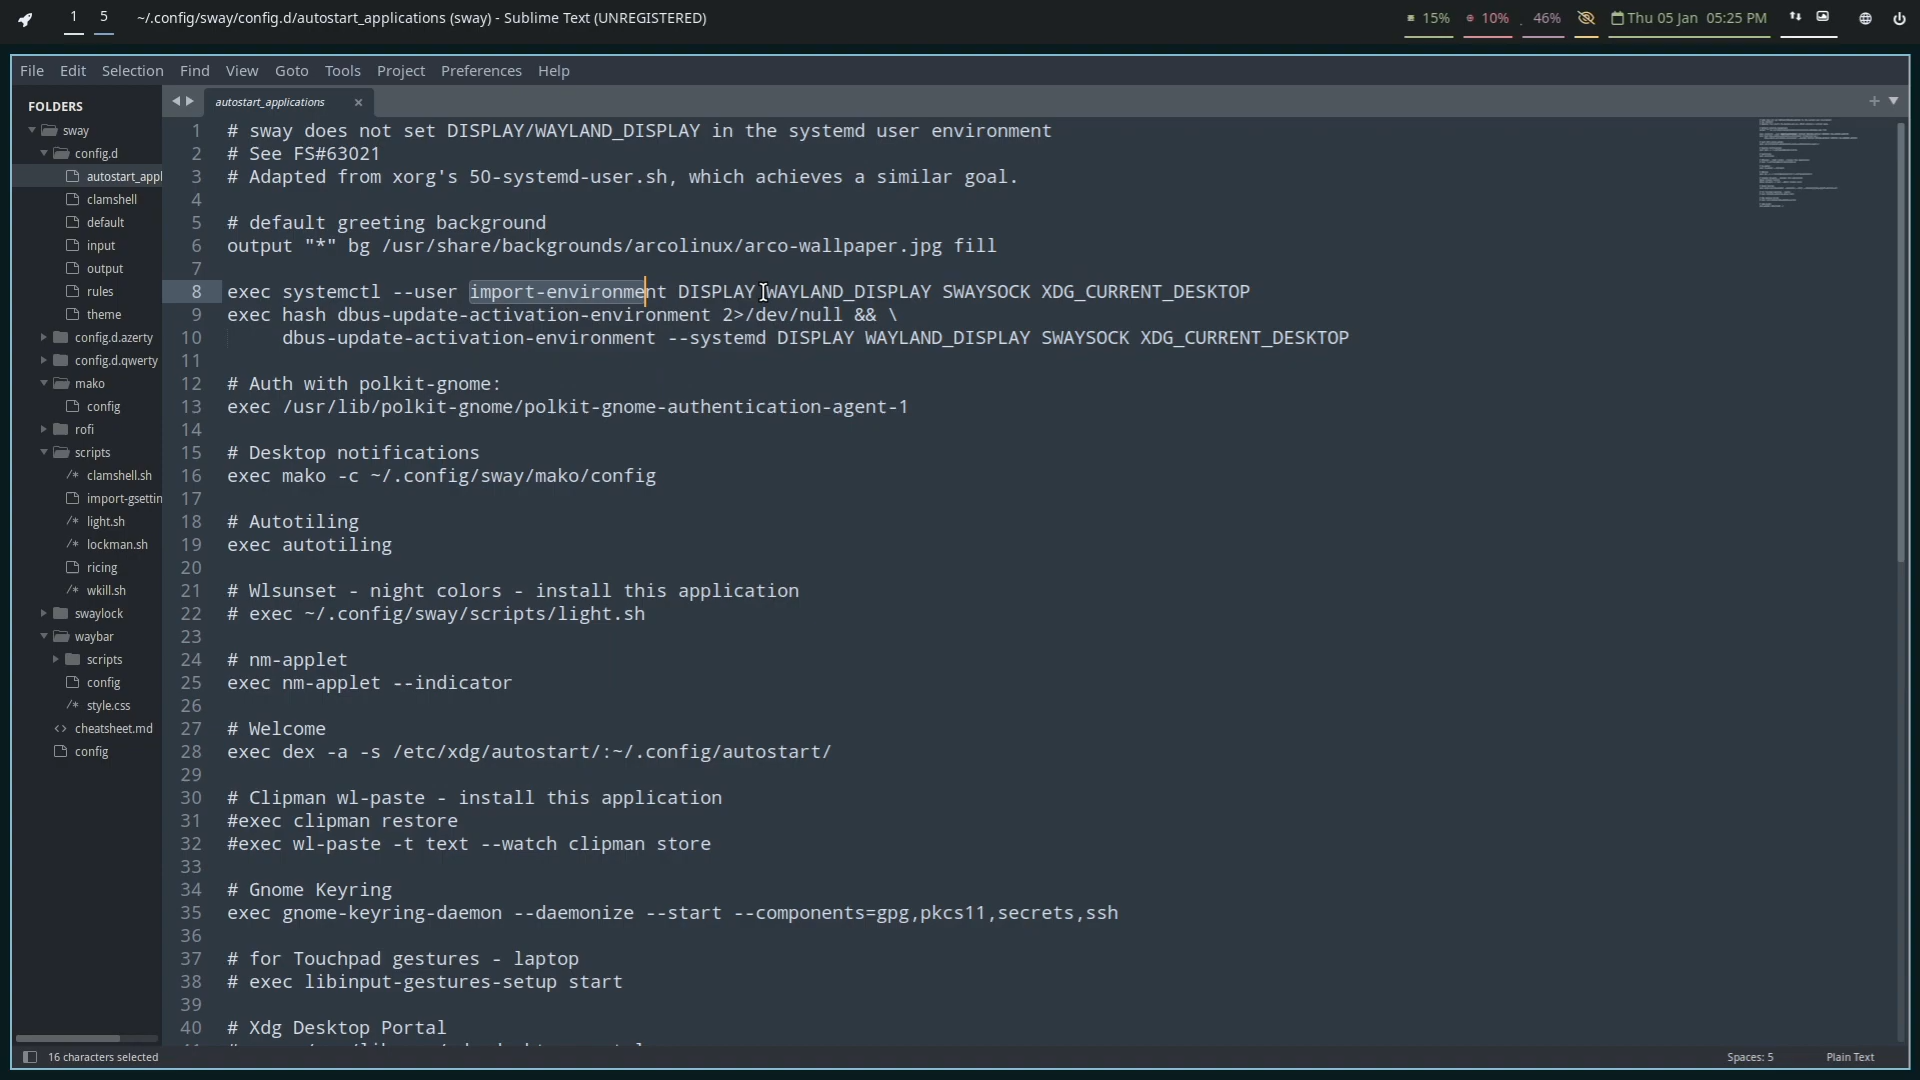 1 5 ~/.config/sway/config.d/autostart_applications (sway) - Sublime Text (UNREGISTERED) 15% 10% 46% Thu 05 Jan 05:25 PM
File Edit Selection Find View Goto Tools Project Preferences Help
FOLDERS
sway
config.d
autostart_appl
clamshell
default
input
output
rules
theme
config.d.azerty
config.d.qwerty
mako
config
rofi
scripts
/* clamshell.sh
import-gsettin
/* light.sh
/* lockman.sh
ricing
/* wkill.sh
swaylock
waybar
scripts
config
/* style.css
<> cheatsheet.md
config
autostart_applications ×
1 # sway does not set DISPLAY/WAYLAND_DISPLAY in the systemd user environment
2 # See FS#63021
3 # Adapted from xorg's 50-systemd-user.sh, which achieves a similar goal.
4
5 # default greeting background
6 output "*" bg /usr/share/backgrounds/arcolinux/arco-wallpaper.jpg fill
7
8 exec systemctl --user import-environment DISPLAY WAYLAND_DISPLAY SWAYSOCK XDG_CURRENT_DESKTOP
9 exec hash dbus-update-activation-environment 2>/dev/null && \
10 dbus-update-activation-environment --systemd DISPLAY WAYLAND_DISPLAY SWAYSOCK XDG_CURRENT_DESKTOP
11
12 # Auth with polkit-gnome:
13 exec /usr/lib/polkit-gnome/polkit-gnome-authentication-agent-1
14
15 # Desktop notifications
16 exec mako -c ~/.config/sway/mako/config
17
18 # Autotiling
19 exec autotiling
20
21 # Wlsunset - night colors - install this application
22 # exec ~/.config/sway/scripts/light.sh
23
24 # nm-applet
25 exec nm-applet --indicator
26
27 # Welcome
28 exec dex -a -s /etc/xdg/autostart/:~/.config/autostart/
29
30 # Clipman wl-paste - install this application
31 #exec clipman restore
32 #exec wl-paste -t text --watch clipman store
33
34 # Gnome Keyring
35 exec gnome-keyring-daemon --daemonize --start --components=gpg,pkcs11,secrets,ssh
36
37 # for Touchpad gestures - laptop
38 # exec libinput-gestures-setup start
39
40 # Xdg Desktop Portal
16 characters selected Spaces: 5 Plain Text